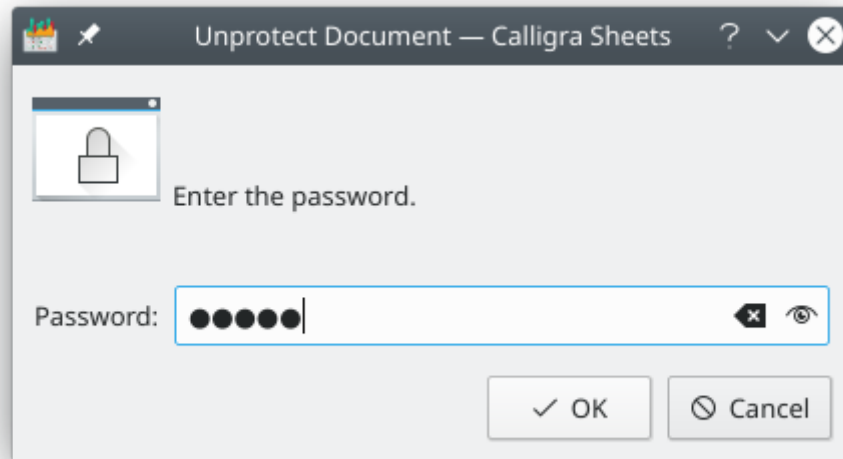 Unprotect Document — Calligra Sheets
Enter the password.
Password: ●●●●●
OK
Cancel